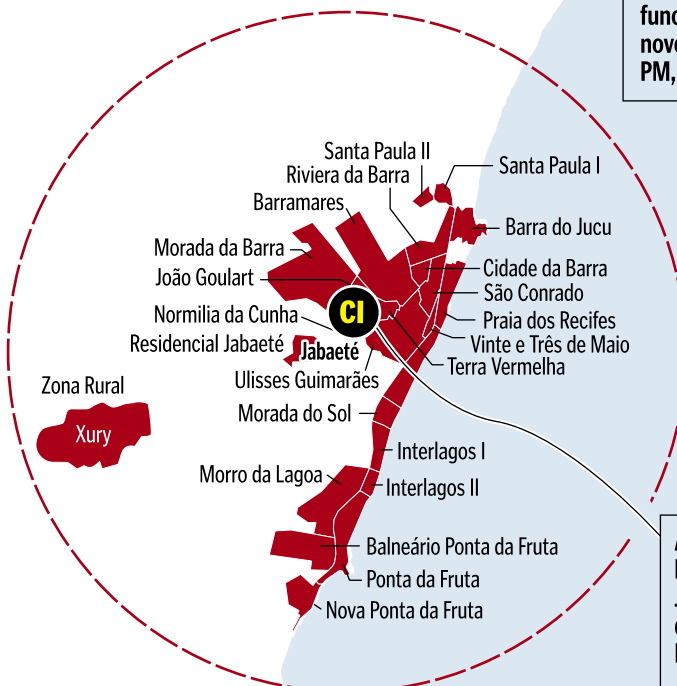 nove
PM,
Santa Paula II
Santa Paula I
Riviera da Barra
Barramares
Barra do Jucu
Morada da Barra
Cidade da Barra
João Goulart
São Conrado
CI
Normilia da Cunha
Praia dos Recifes
Residencial Jabaeté
Jabaeté
Vinte e Três de Maio
Terra Vermelha
Ulisses Guimarães
Zona Rural
Xury
Morada do Sol
Interlagos I
Morro da Lagoa
Interlagos II
Balneário Ponta da Fruta
Ponta da Fruta
Nova Ponta da Fruta